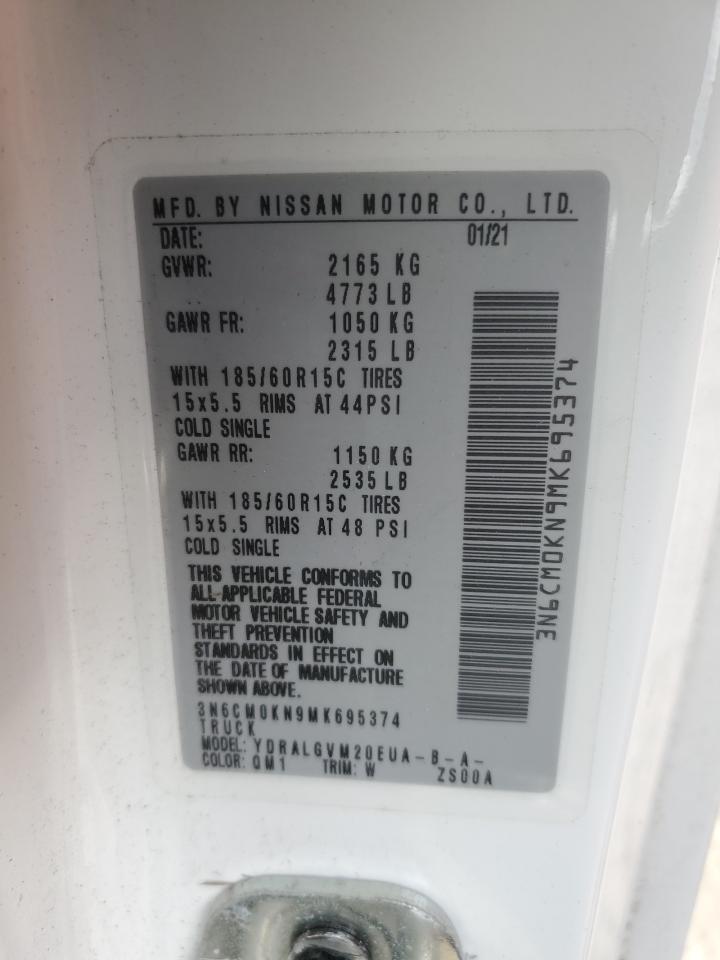 MFD. BY NISSAN MOTOR CO., LTD.
DATE: 01/21
GVWR: 2165 KG
4773 LB
GAWR FR: 1050 KG
2315 LB
WITH 185/60R15C TIRES
15x5.5 RIMS AT 44PSI
COLD SINGLE
GAWR RR: 1150 KG
2535 LB
WITH 185/60R15C TIRES
15x5.5 RIMS AT 48 PSI
COLD SINGLE
THIS VEHICLE CONFORMS TO
ALL APPLICABLE FEDERAL
MOTOR VEHICLE SAFETY AND
THEFT PREVENTION
STANDARDS IN EFFECT ON
THE DATE OF MANUFACTURE
SHOWN ABOVE.
3N6CM0KN9MK695374
TRUCK
MODEL: YDRALGVM20EUA-B-A-
COLOR: QM1 TRIM: W ZS00A
3N6CM0KN9MK695374